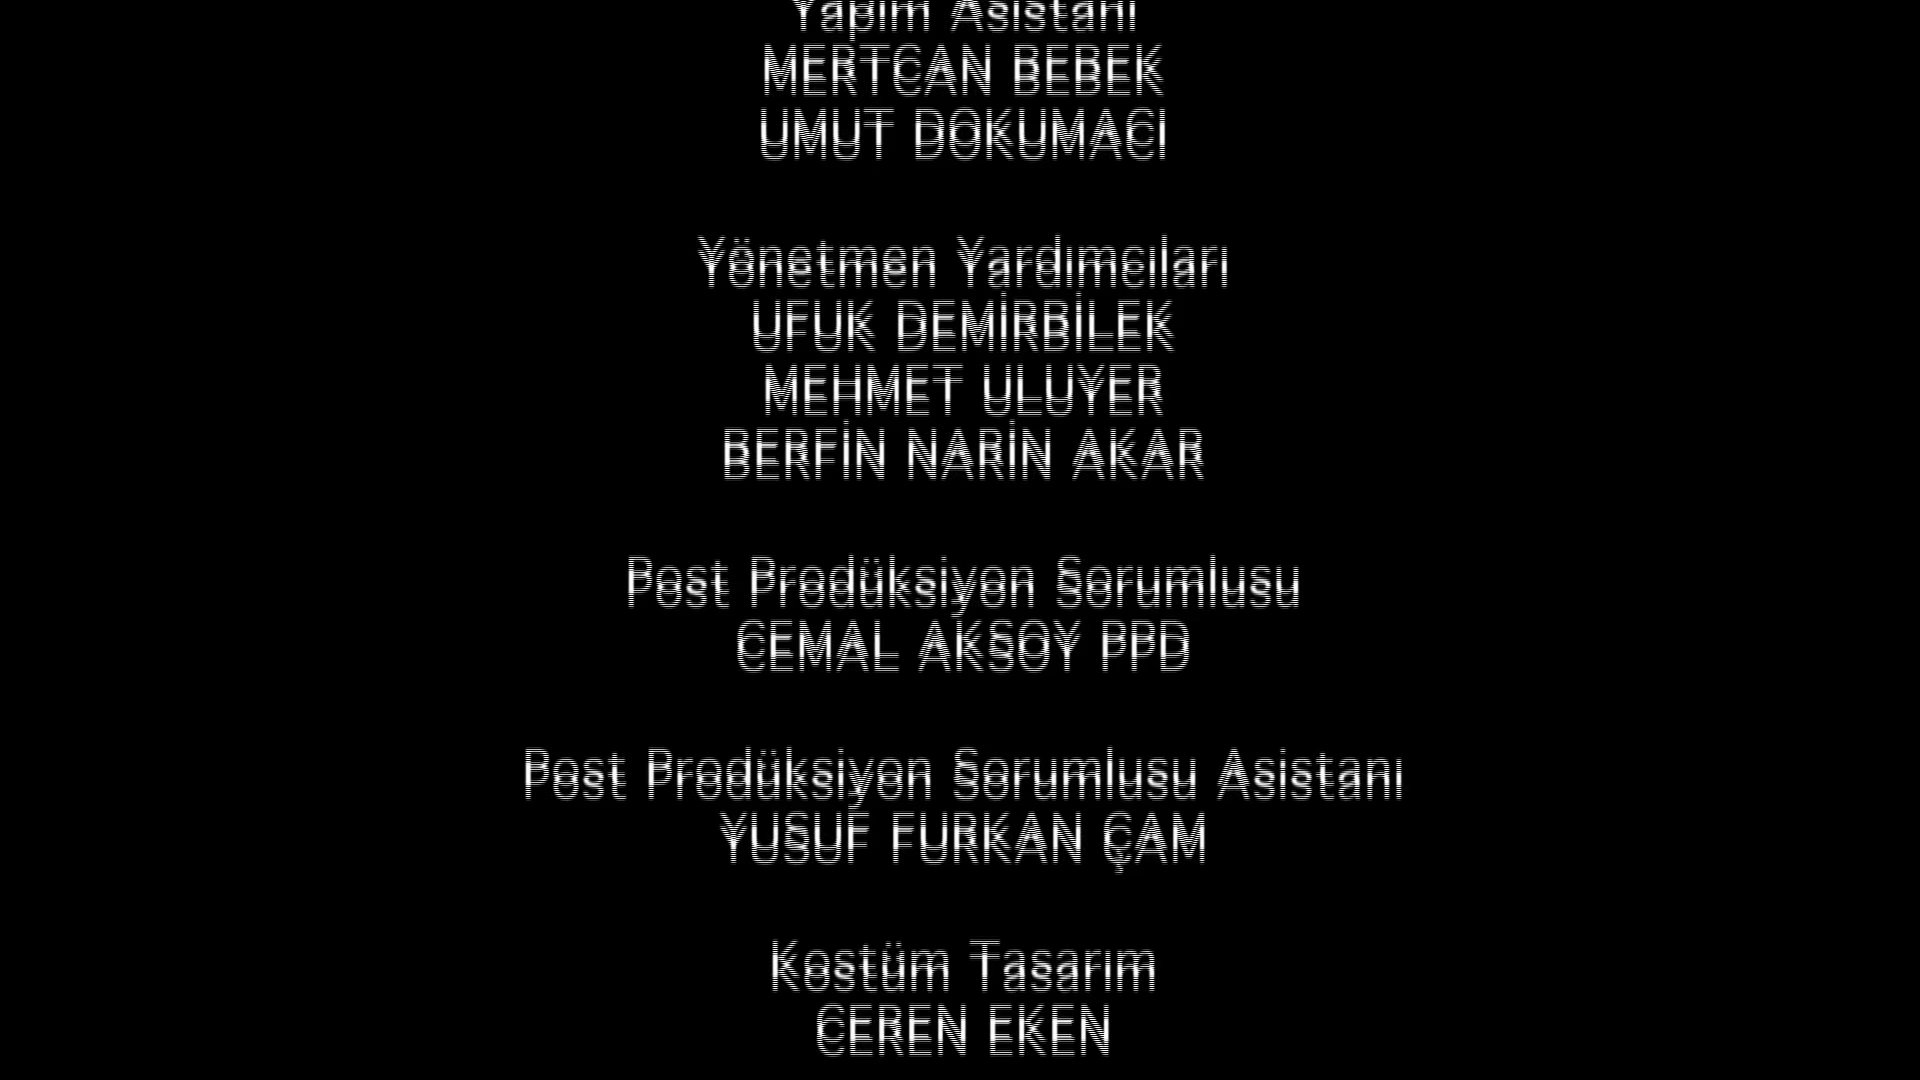 Yapım Asistanı
MERTCAN BEBEK
UMUT DOKUMACI
Yönetmen Yardımcıları
UFUK DEMİRBİLEK
MEHMET ULUYER
BERFİN NARİN AKAR
Post Prodüksiyon Sorumlusu
CEMAL AKSOY PPD
Post Prodüksiyon Sorumlusu Asistanı
YUSUF FURKAN ÇAM
Kostüm Tasarım
CEREN EKEN